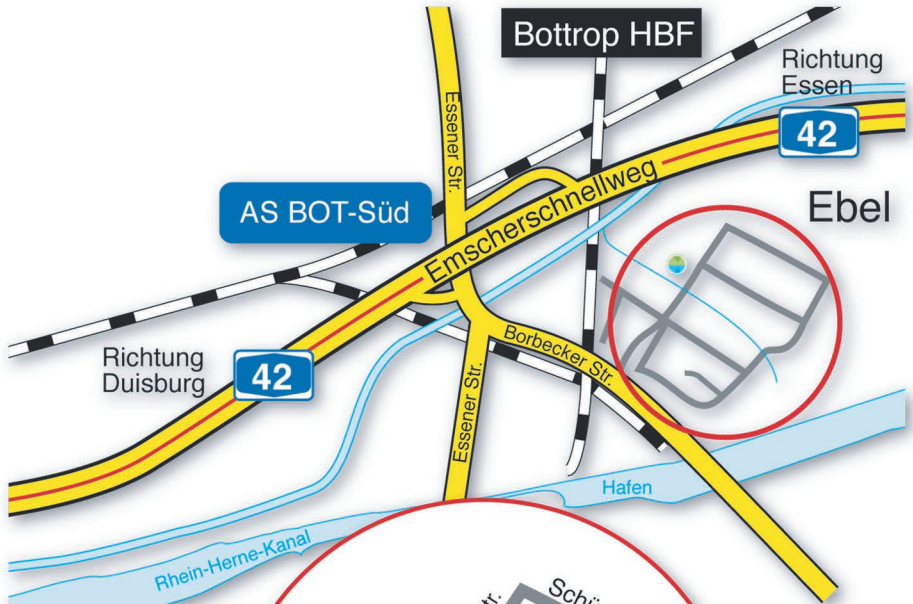 Bottrop HBF
Richtung
Essen
42
Essener Str.
AS BOT-Süd
Emscherschnellweg
Ebel
Richtung
Duisburg
42
Borbecker Str.
Essener Str.
Hafen
Rhein-Herne-Kanal